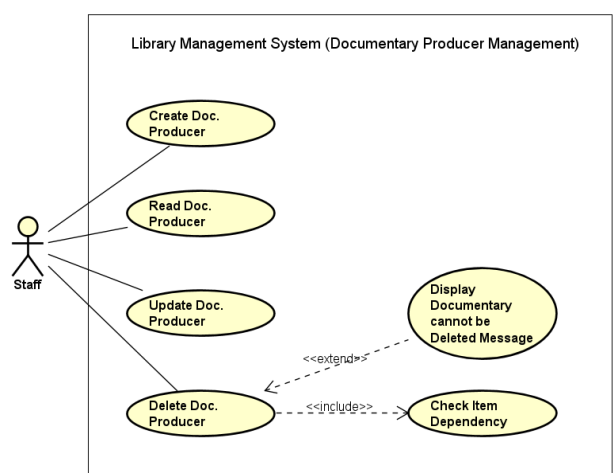 Library Management System (Documentary Producer Management)
Create Doc.
Producer
Read Doc.
Producer
Staff
Update Doc.
Producer
Display
Documentary
cannot be
Deleted Message
<<extend>>
Delete Doc.
Producer
<<include>>
Check Item
Dependency